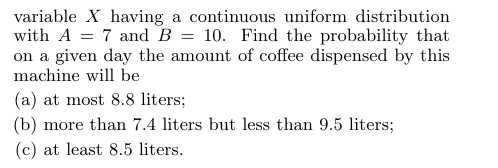 variable X having a continuous uniform distribution
with A = 7 and B = 10. Find the probability that
on a given day the amount of coffee dispensed by this
machine will be
(a) at most 8.8 liters;
(b) more than 7.4 liters but less than 9.5 liters;
(c) at least 8.5 liters.